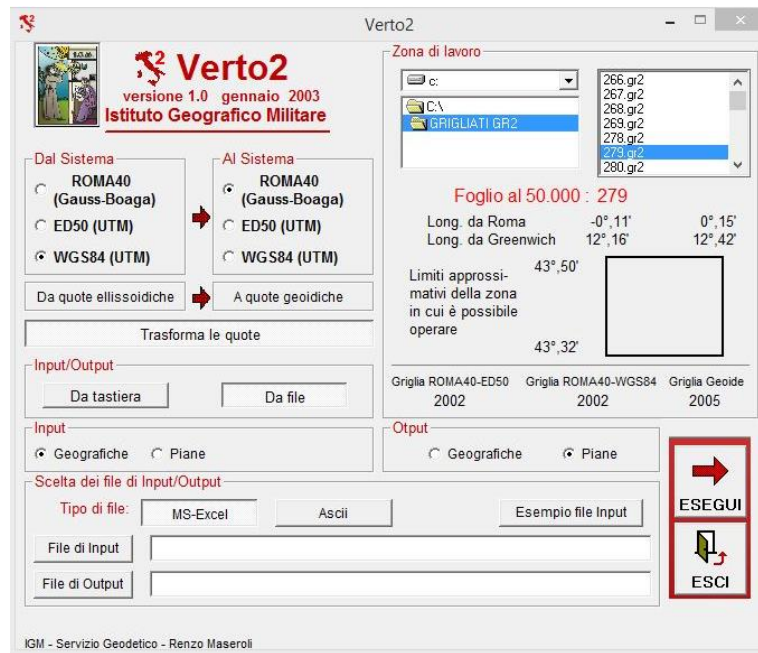 Verto2
Verto2
versione 1.0 gennaio 2003
Istituto Geografico Militare
Dal Sistema
ROMA40
(Gauss-Boaga)
ED50 (UTM)
WGS84 (UTM)
Al Sistema
ROMA40
(Gauss-Boaga)
ED50 (UTM)
WGS84 (UTM)
Da quote ellissoidiche
A quote geoidiche
Trasforma le quote
Input/Output
Da tastiera
Da file
Input
Geografiche
Piane
Zona di lavoro
c:
C:\
GRIGLIATI GR2
266.gr2
267.gr2
268.gr2
269.gr2
278.gr2
279.gr2
280.gr2
Foglio al 50.000 : 279
Long. da Roma -0°,11' 0°,15'
Long. da Greenwich 12°,16' 12°,42'
Limiti approssi-
mativi della zona
in cui è possibile
operare
43°,50'
43°,32'
Griglia ROMA40-ED50 Griglia ROMA40-WGS84 Griglia Geoide
2002 2002 2005
Otput
Geografiche
Piane
Scelta dei file di Input/Output
Tipo di file:
MS-Excel
Ascii
Esempio file Input
File di Input
File di Output
ESEGUI
ESCI
IGM - Servizio Geodetico - Renzo Maseroli